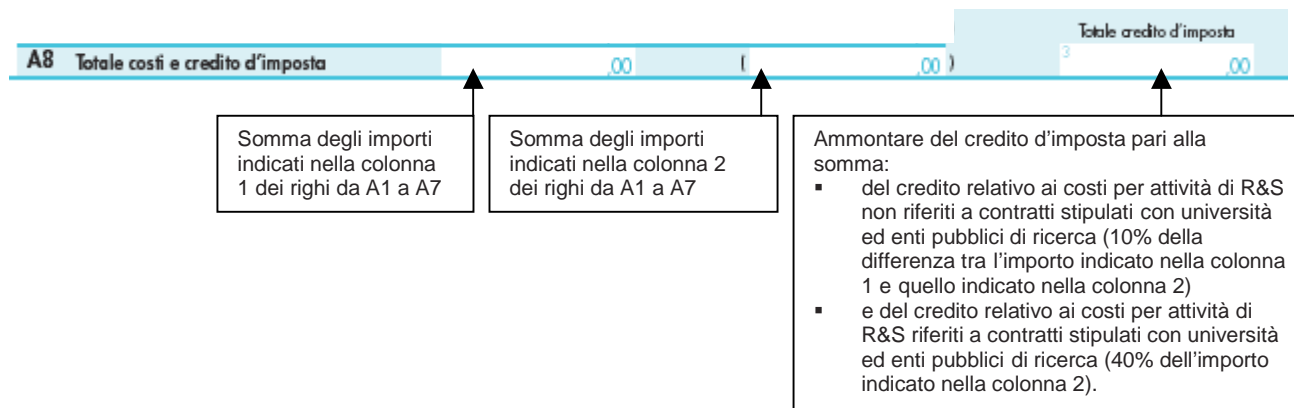 Totale credito d'imposta
A8 Totale costi e credito d'imposta ,00 ( ,00 ) 3 ,00
Somma degli importi
indicati nella colonna
1 dei righi da A1 a A7
Somma degli importi
indicati nella colonna 2
dei righi da A1 a A7
Ammontare del credito d'imposta pari alla
somma:
▪ del credito relativo ai costi per attività di R&S
non riferiti a contratti stipulati con università
ed enti pubblici di ricerca (10% della
differenza tra l'importo indicato nella colonna
1 e quello indicato nella colonna 2)
▪ e del credito relativo ai costi per attività di
R&S riferiti a contratti stipulati con università
ed enti pubblici di ricerca (40% dell'importo
indicato nella colonna 2).